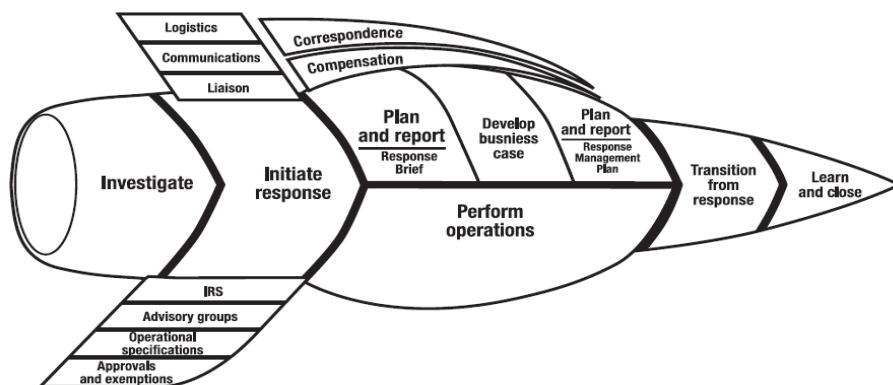 Logistics
Communications
Liaison
Correspondence
Compensation
Investigate
Initiate
response
Plan
and report
Response
Brief
Develop
busniess
case
Plan
and report
Response
Management
Plan
Perform
operations
Transition
from
response
Learn
and close
IRS
Advisory groups
Operational
specifications
Approvals
and exemptions